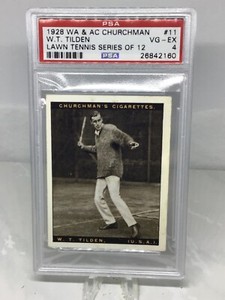 PSA
1928 WA & AC CHURCHMAN #11
W.T. TILDEN VG - EX
LAWN TENNIS SERIES OF 12 4
26842160
CHURCHMAN'S CIGARETTES.
W. T. TILDEN. (U.S.A.).